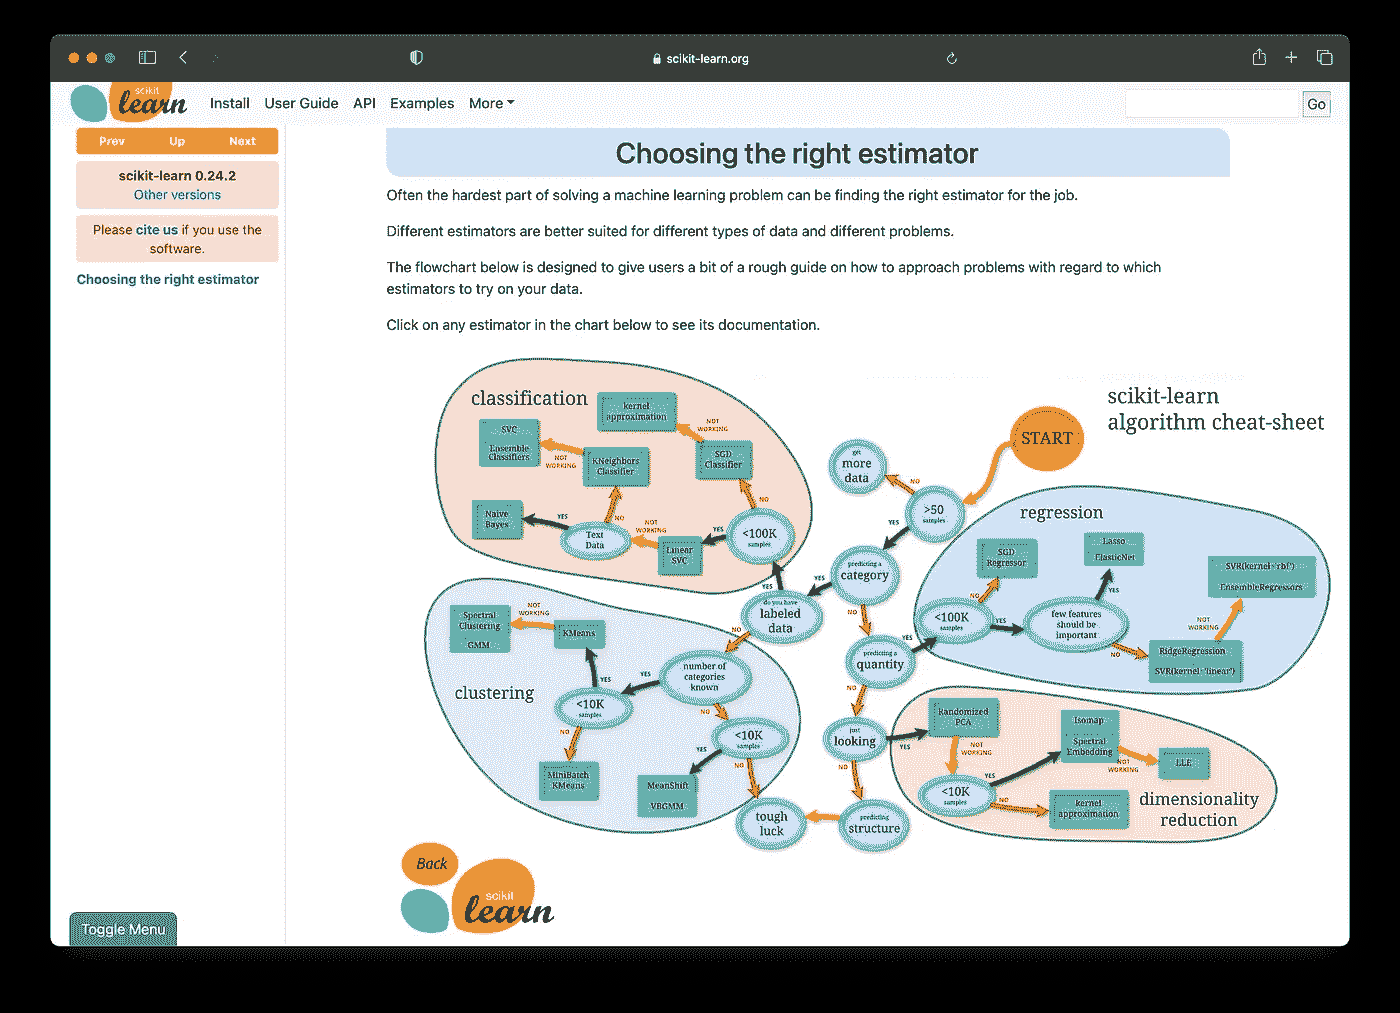 scikit-learn.org
scikit
learn
Install User Guide API Examples More
Go
Prev Up Next
scikit-learn 0.24.2
Other versions
Please cite us if you use the
software.
Choosing the right estimator
Choosing the right estimator
Often the hardest part of solving a machine learning problem can be finding the right estimator for the job.
Different estimators are better suited for different types of data and different problems.
The flowchart below is designed to give users a bit of a rough guide on how to approach problems with regard to which
estimators to try on your data.
Click on any estimator in the chart below to see its documentation.
scikit-learn
algorithm cheat-sheet
START
>50
samples
NO
get
more
data
YES
predicting a
category
YES
do you have
labeled
data
YES
classification
<100K
samples
NO
SGD
Classifier
NOT
WORKING
kernel
approximation
YES
Linear
SVC
NOT
WORKING
Text
Data
YES
Naive
Bayes
NO
KNeighbors
Classifier
NOT
WORKING
SVC
Ensemble
Classifiers
NO
clustering
number of
categories
known
YES
<10K
samples
YES
KMeans
NOT
WORKING
Spectral
Clustering
GMM
NO
MiniBatch
KMeans
NO
<10K
samples
YES
MeanShift
VBGMM
NO
tough
luck
NO
predicting a
quantity
YES
regression
<100K
samples
NO
SGD
Regressor
YES
few features
should be
important
YES
Lasso
ElasticNet
NO
RidgeRegression
SVR(kernel='linear')
NOT
WORKING
SVR(kernel='rbf')
EnsembleRegressors
NO
just
looking
YES
Randomized
PCA
NOT
WORKING
<10K
samples
YES
Isomap
Spectral
Embedding
NOT
WORKING
LLE
NO
kernel
approximation
dimensionality
reduction
NO
predicting
structure
Back
scikit
learn
Toggle Menu